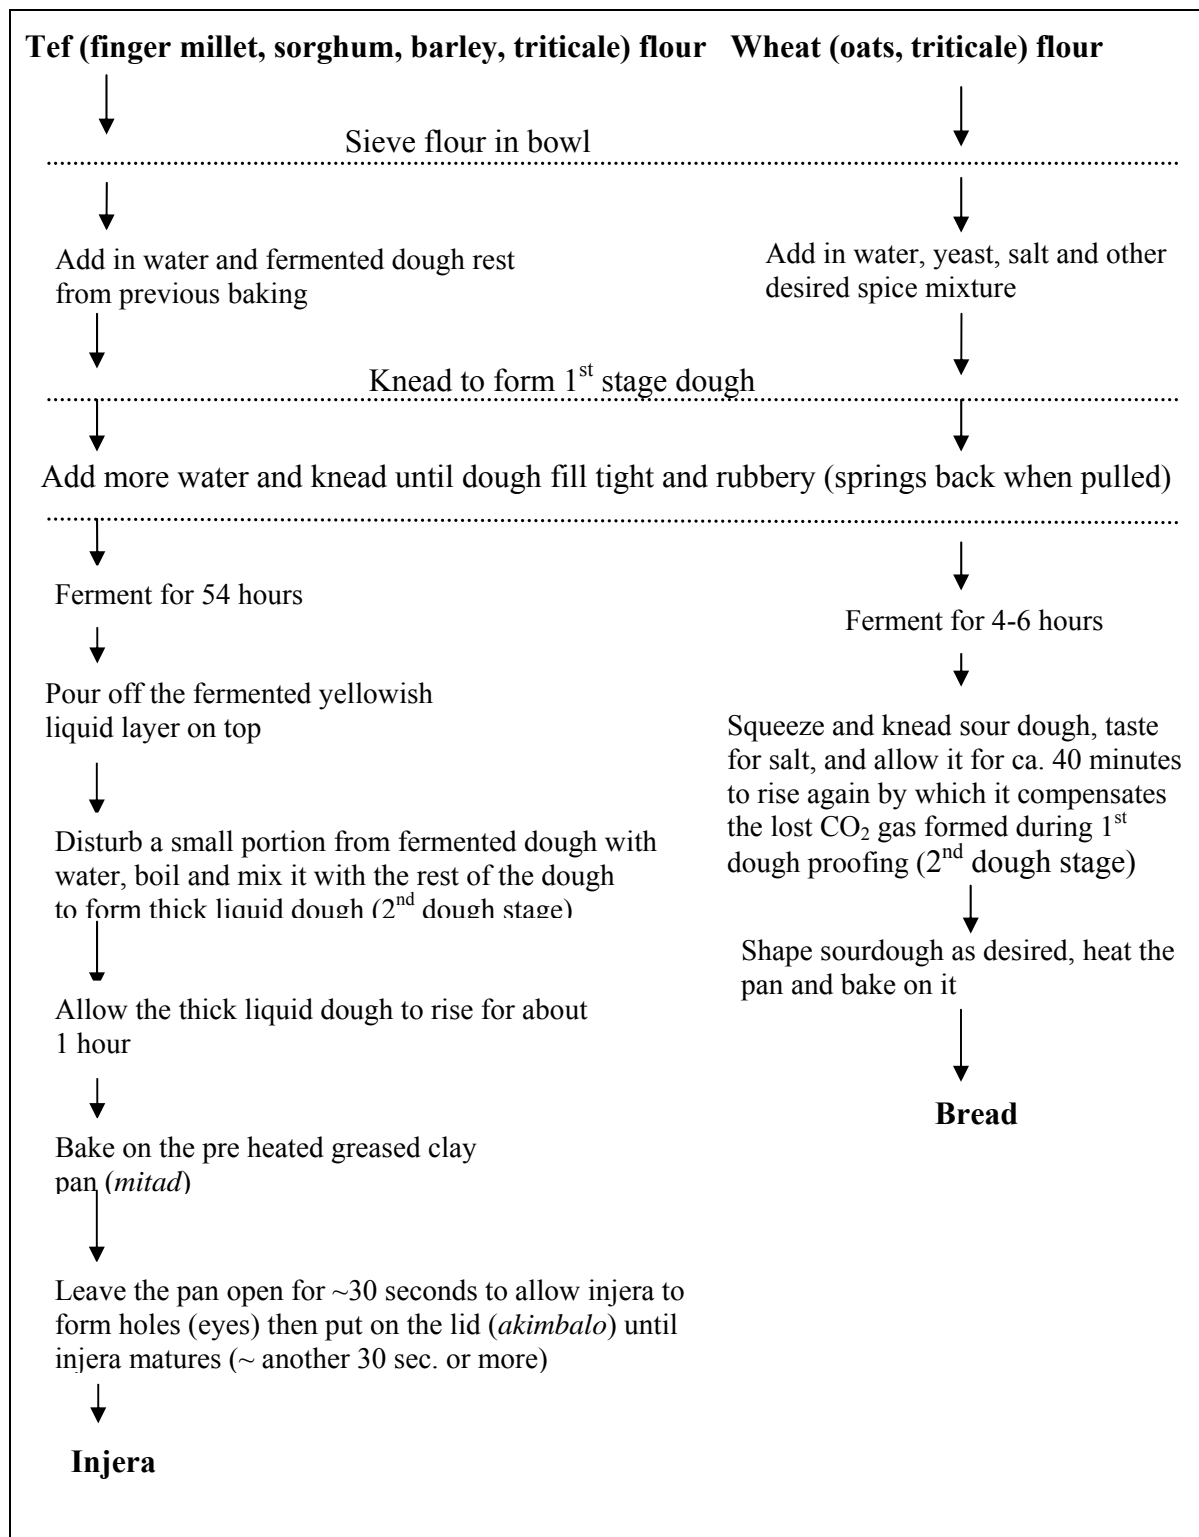 Tef (finger millet, sorghum, barley, triticale) flour
Wheat (oats, triticale) flour
Sieve flour in bowl
Add in water and fermented dough rest
from previous baking
Add in water, yeast, salt and other
desired spice mixture
Knead to form 1st stage dough
Add more water and knead until dough fill tight and rubbery (springs back when pulled)
Ferment for 54 hours
Pour off the fermented yellowish
liquid layer on top
Disturb a small portion from fermented dough with
water, boil and mix it with the rest of the dough
to form thick liquid dough (2nd dough stage)
Allow the thick liquid dough to rise for about
1 hour
Bake on the pre heated greased clay
pan (mitad)
Leave the pan open for ~30 seconds to allow injera to
form holes (eyes) then put on the lid (akimbalo) until
injera matures (~ another 30 sec. or more)
Injera
Ferment for 4-6 hours
Squeeze and knead sour dough, taste
for salt, and allow it for ca. 40 minutes
to rise again by which it compensates
the lost CO₂ gas formed during 1st
dough proofing (2nd dough stage)
Shape sourdough as desired, heat the
pan and bake on it
Bread